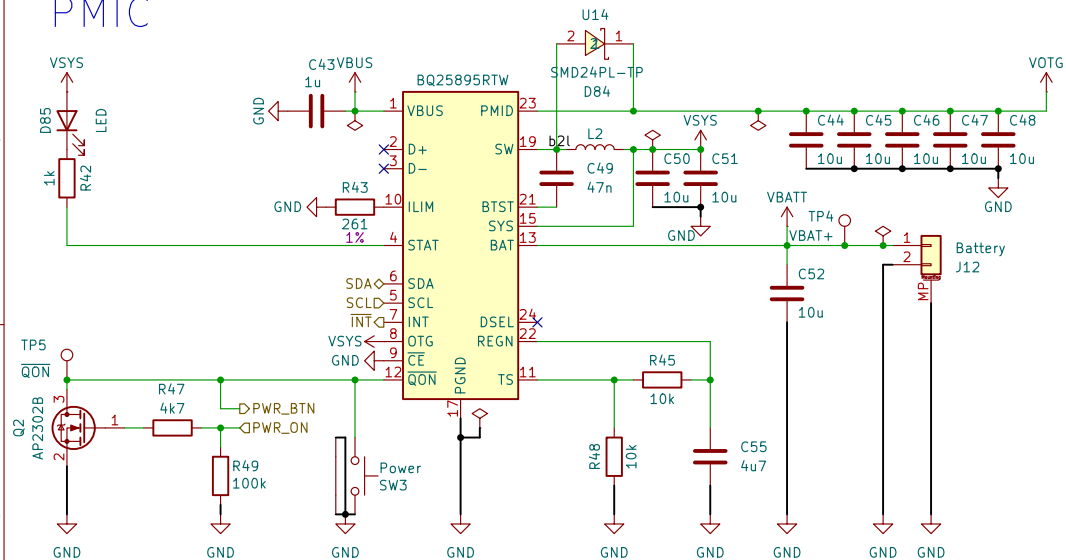 PMIC
U14
2 2 1
SMD24PL-TP
D84
VSYS
C43 VBUS
1u
BQ25895RTW
VOTG
GND
1 VBUS
PMID 23
D85
LED
C44 C45 C46 C47 C48
10u 10u 10u 10u 10u
2 D+
3 D-
SW 19
b2l
L2
VSYS
1k
R42
C49
47n
C50
10u
C51
10u
R43
GND
261
1%
10 ILIM
BTST 21
SYS 15
GND
VBATT
TP4
GND
4 STAT
BAT 13
VBAT+
1
2
Battery
J12
MP
C52
10u
SDA 6 SDA
SCL 5 SCL
INT 7 INT
DSEL 24
VSYS 8 OTG
REGN 22
GND 9 CE
12 QON
TS 11
PGND
17
TP5
QON
R45
10k
R47
4k7
PWR_BTN
PWR_ON
Q2
AP2302B
3
1
2
R49
100k
Power
SW3
R48
10k
C55
4u7
GND GND GND GND GND GND GND GND